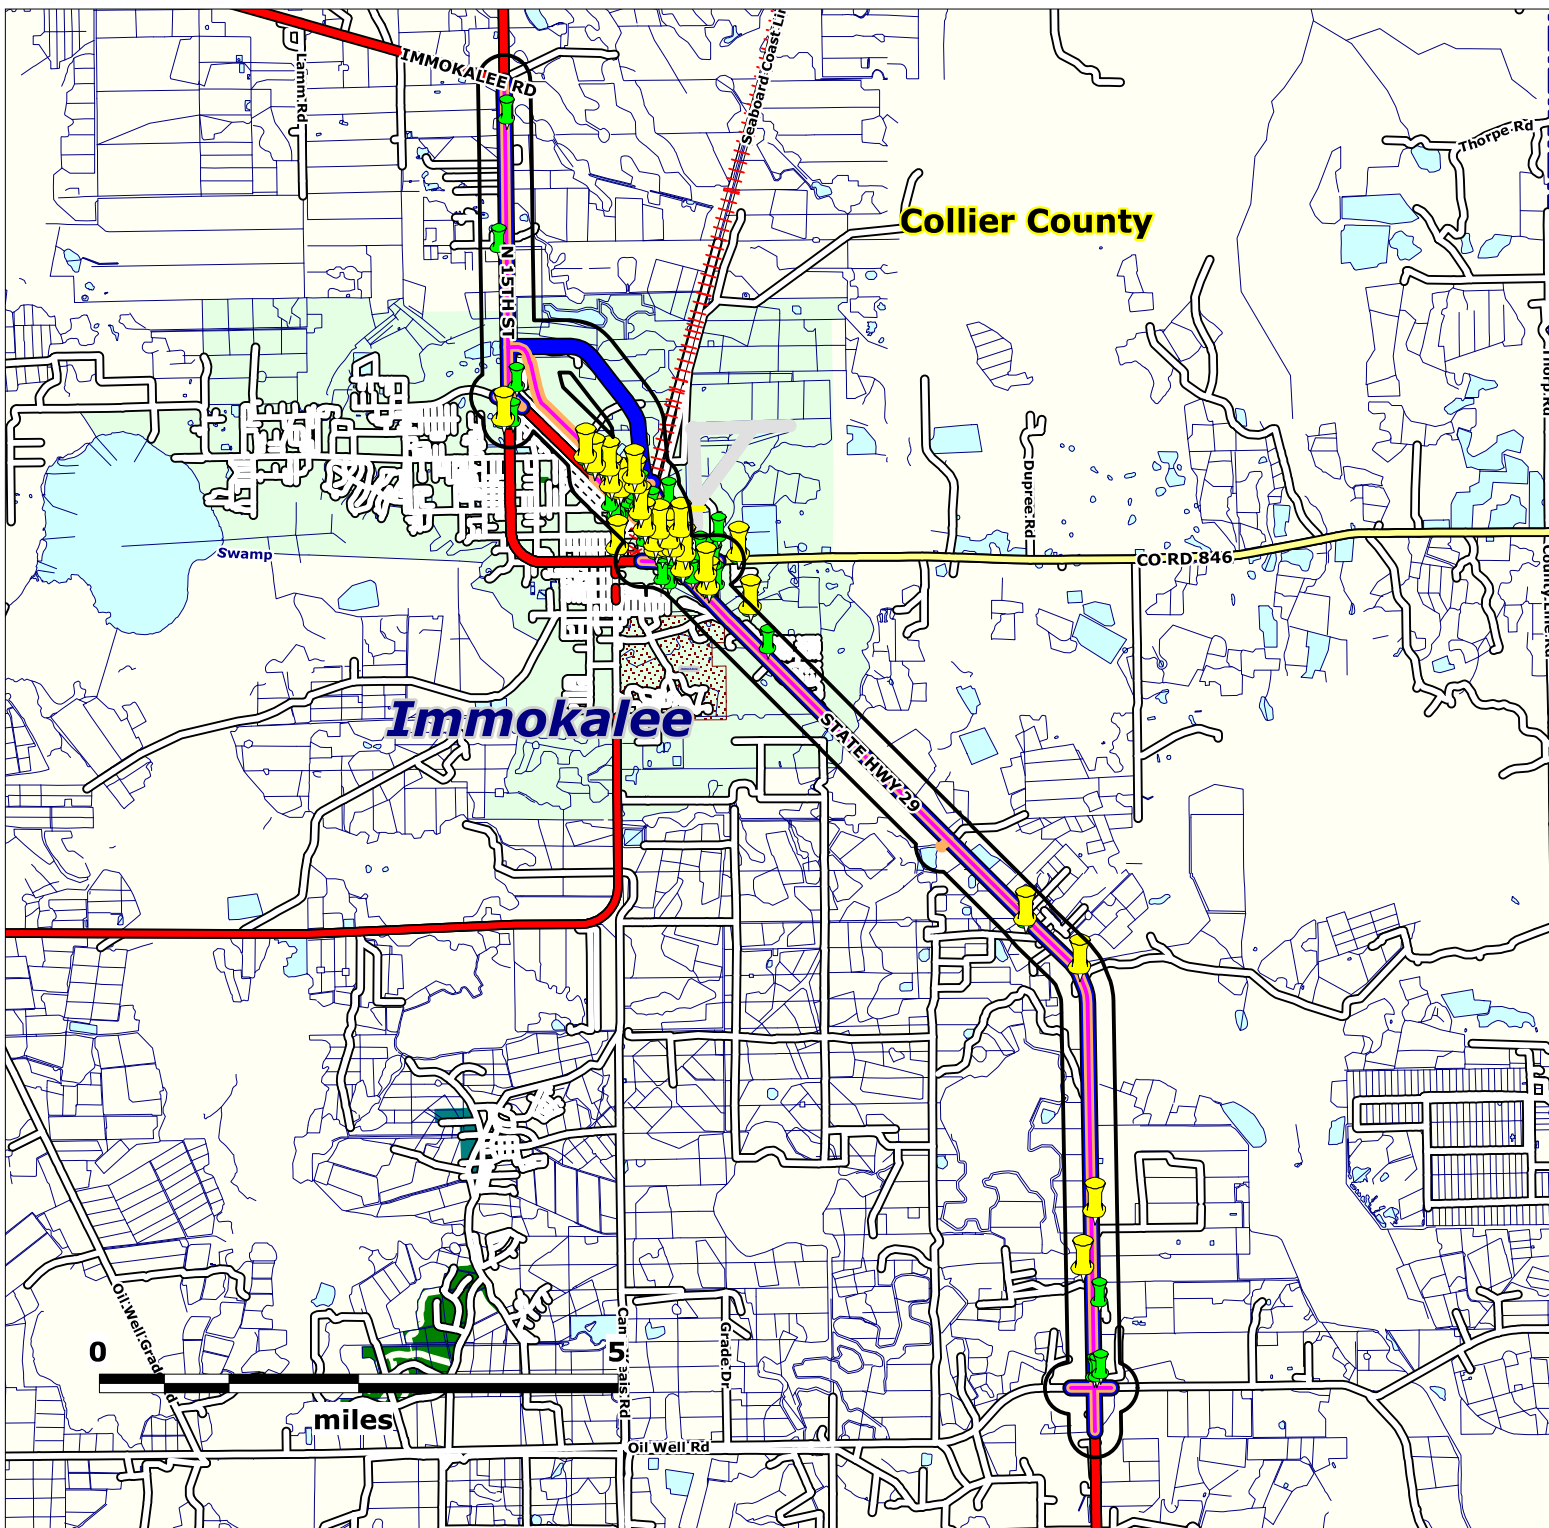 IMMOKALEE RD
Lamm Rd
Seaboard Coast Li
Thorpe Rd
Collier County
N 15TH ST
Dupree Rd
Swamp
CO RD 846
Immokalee
STATE HWY 29
Oil Well Grad
0
5
miles
Grade Dr
Oil Well Rd